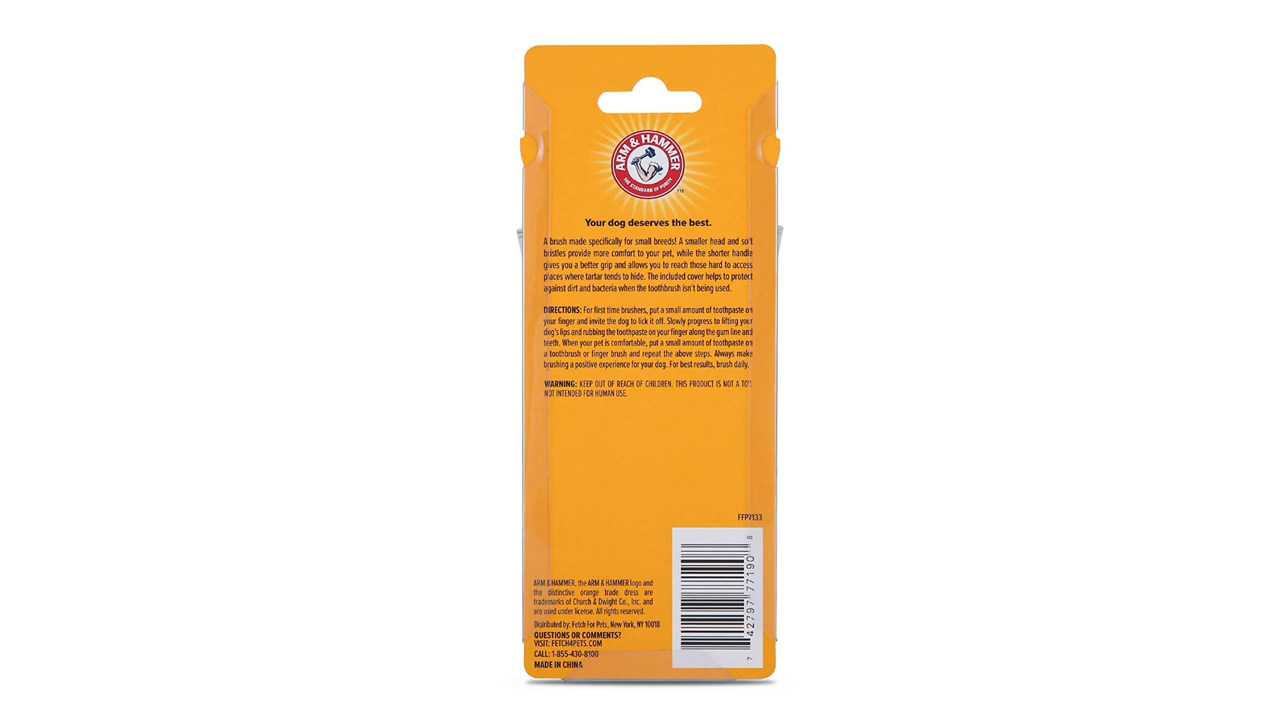 ARM & HAMMER
THE STANDARD OF PURITY
TM
Your dog deserves the best.
A brush made specifically for small breeds! A smaller head and soft
bristles provide more comfort to your pet, while the shorter handle
gives you a better grip and allows you to reach those hard to access
places where tartar tends to hide. The included cover helps to protect
against dirt and bacteria when the toothbrush isn't being used.
DIRECTIONS: For first time brushers, put a small amount of toothpaste on
your finger and invite the dog to lick it off. Slowly progress to lifting your
dog's lips and rubbing the toothpaste on your finger along the gum line and
teeth. When your pet is comfortable, put a small amount of toothpaste on
a toothbrush or finger brush and repeat the above steps. Always make
brushing a positive experience for your dog. For best results, brush daily.
WARNING: KEEP OUT OF REACH OF CHILDREN. THIS PRODUCT IS NOT A TOY.
NOT INTENDED FOR HUMAN USE.
FFP7133
7 42797 77190 8
ARM & HAMMER, the ARM & HAMMER logo and
the distinctive orange trade dress are
trademarks of Church & Dwight Co., Inc. and
are used under license. All rights reserved.
Distributed by: Fetch For Pets, New York, NY 10018
QUESTIONS OR COMMENTS?
VISIT: FETCH4PETS.COM
CALL: 1-855-430-8100
MADE IN CHINA